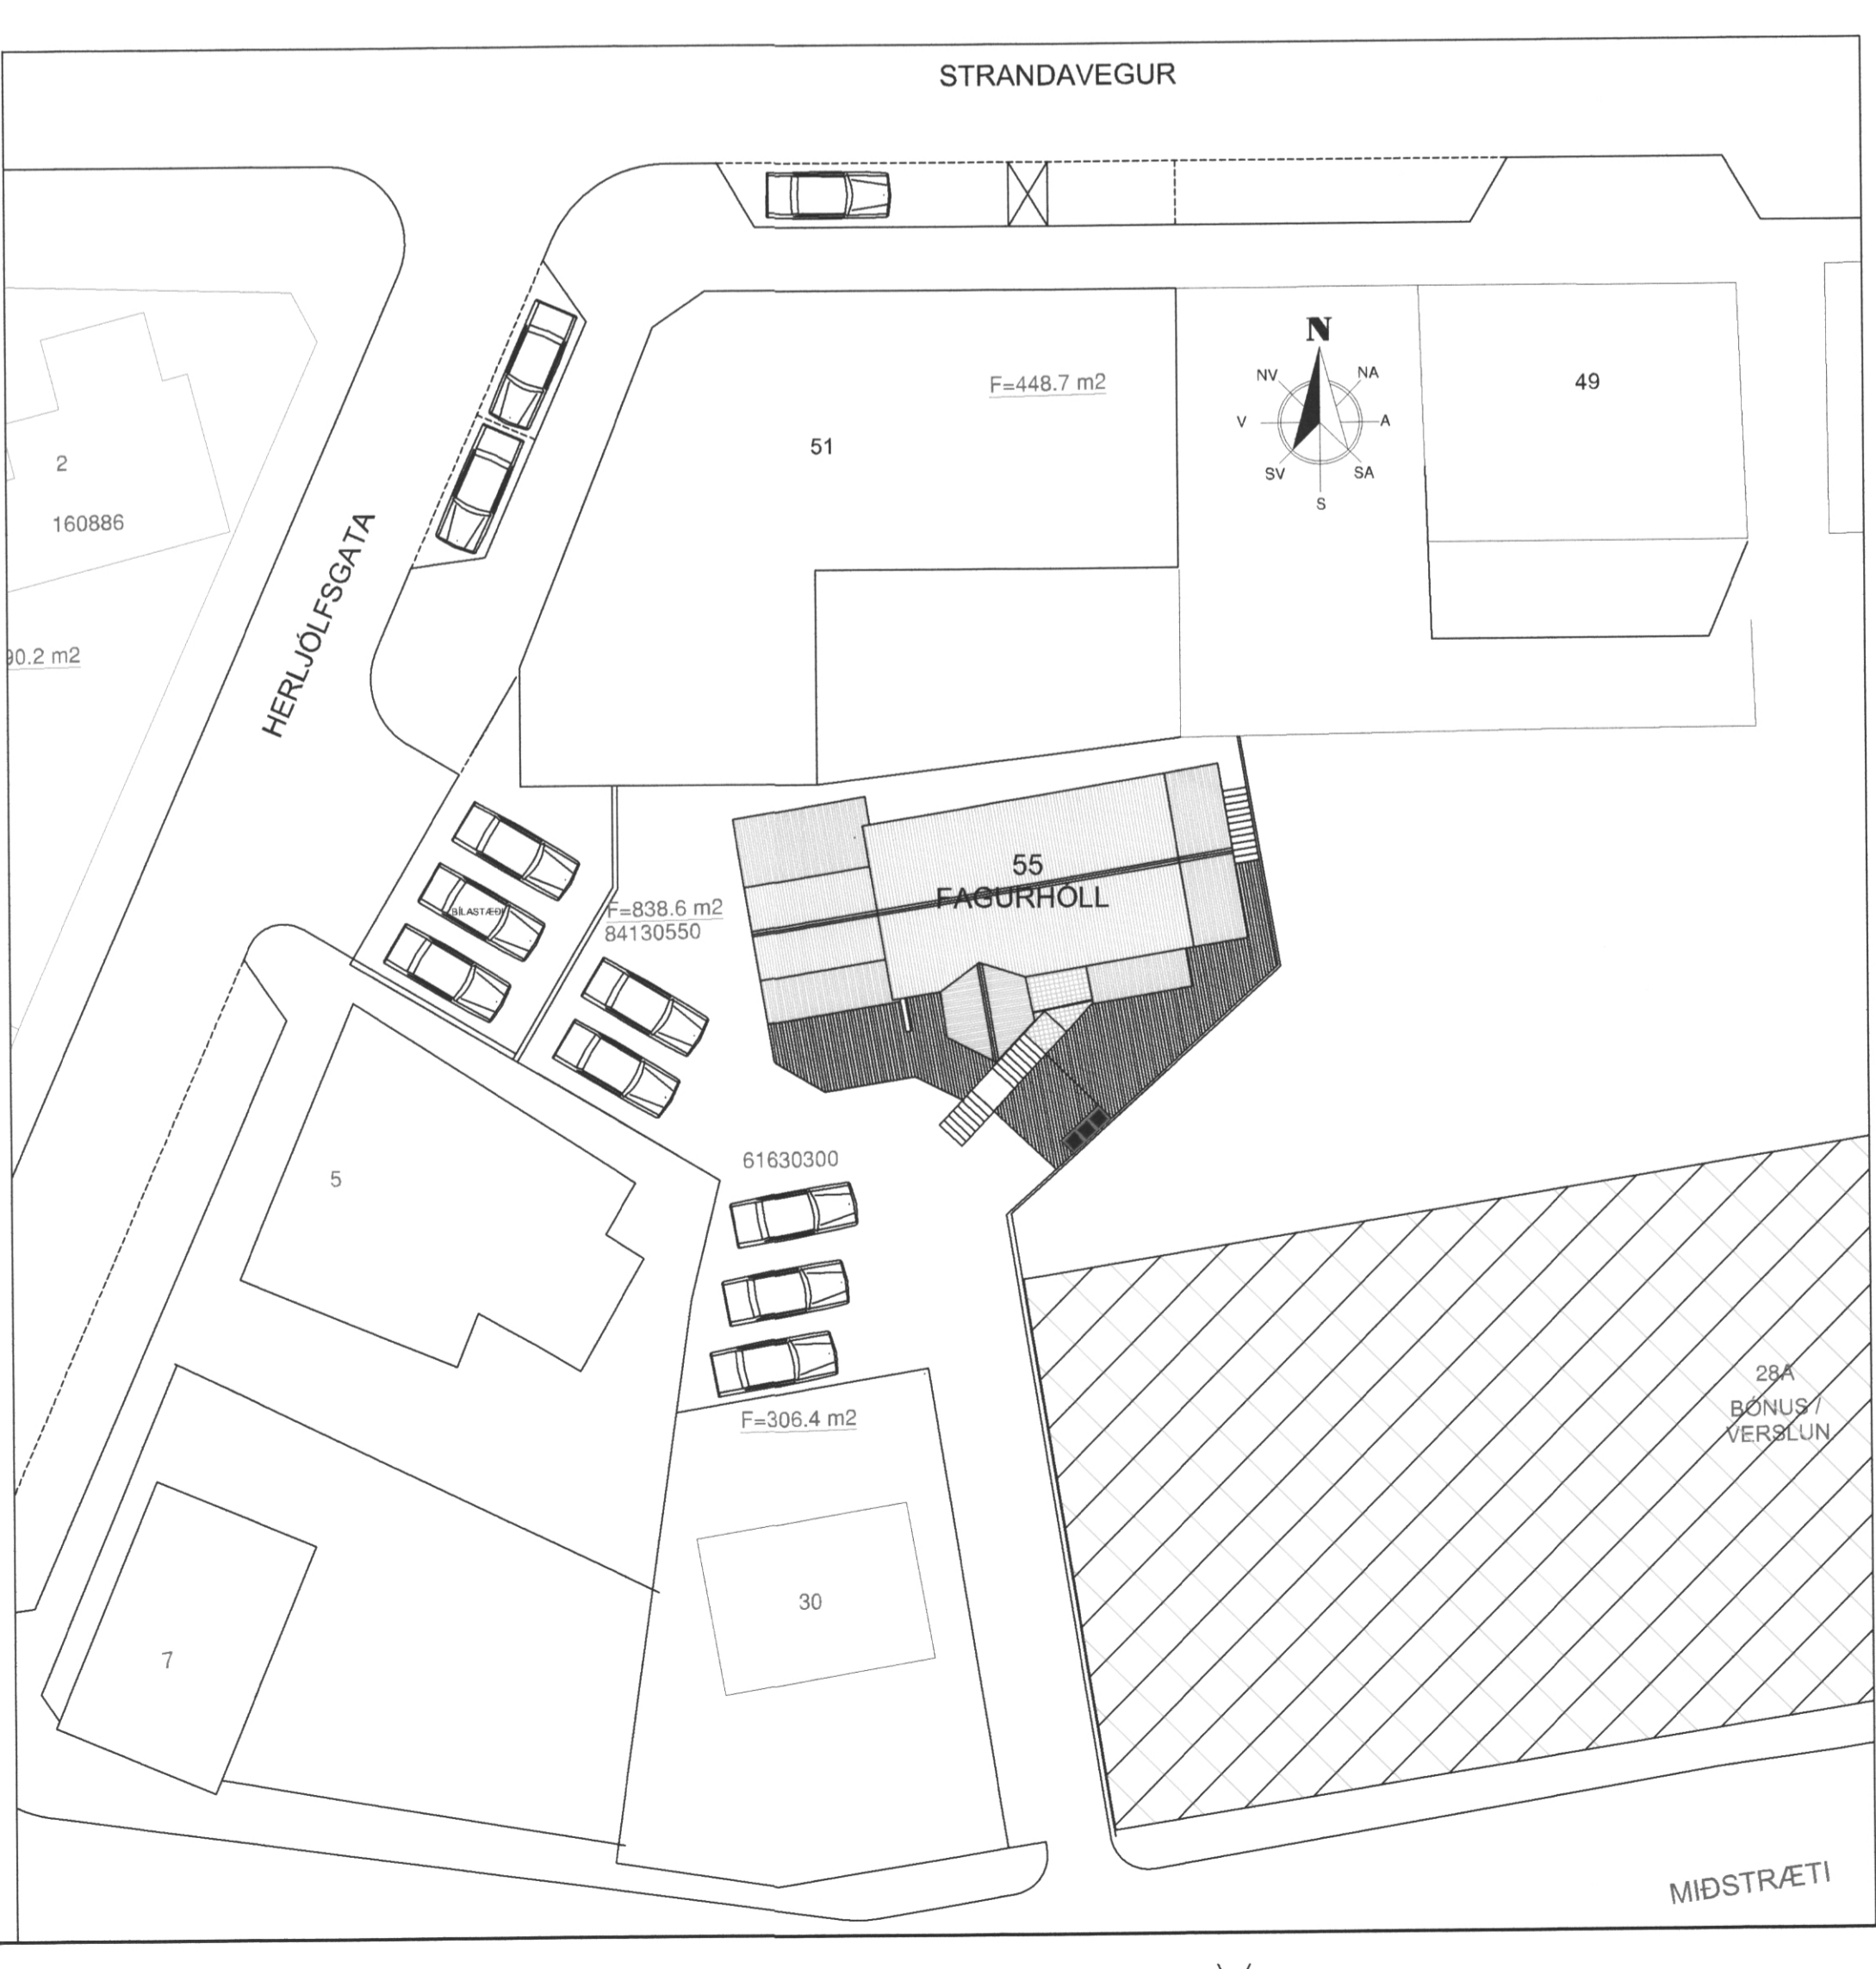 STRANDAVEGUR
N
NV
NA
V
A
SV
SA
S
F=448.7 m2
49
51
2
160886
HERLJÓLFSGATA
90.2 m2
55
FAGURHÓLL
BÍLASTÆÐI
F=838.6 m2
84130550
61630300
5
28A
BÓNUS /
VERSLUN
F=306.4 m2
30
7
MIÐSTRÆTI